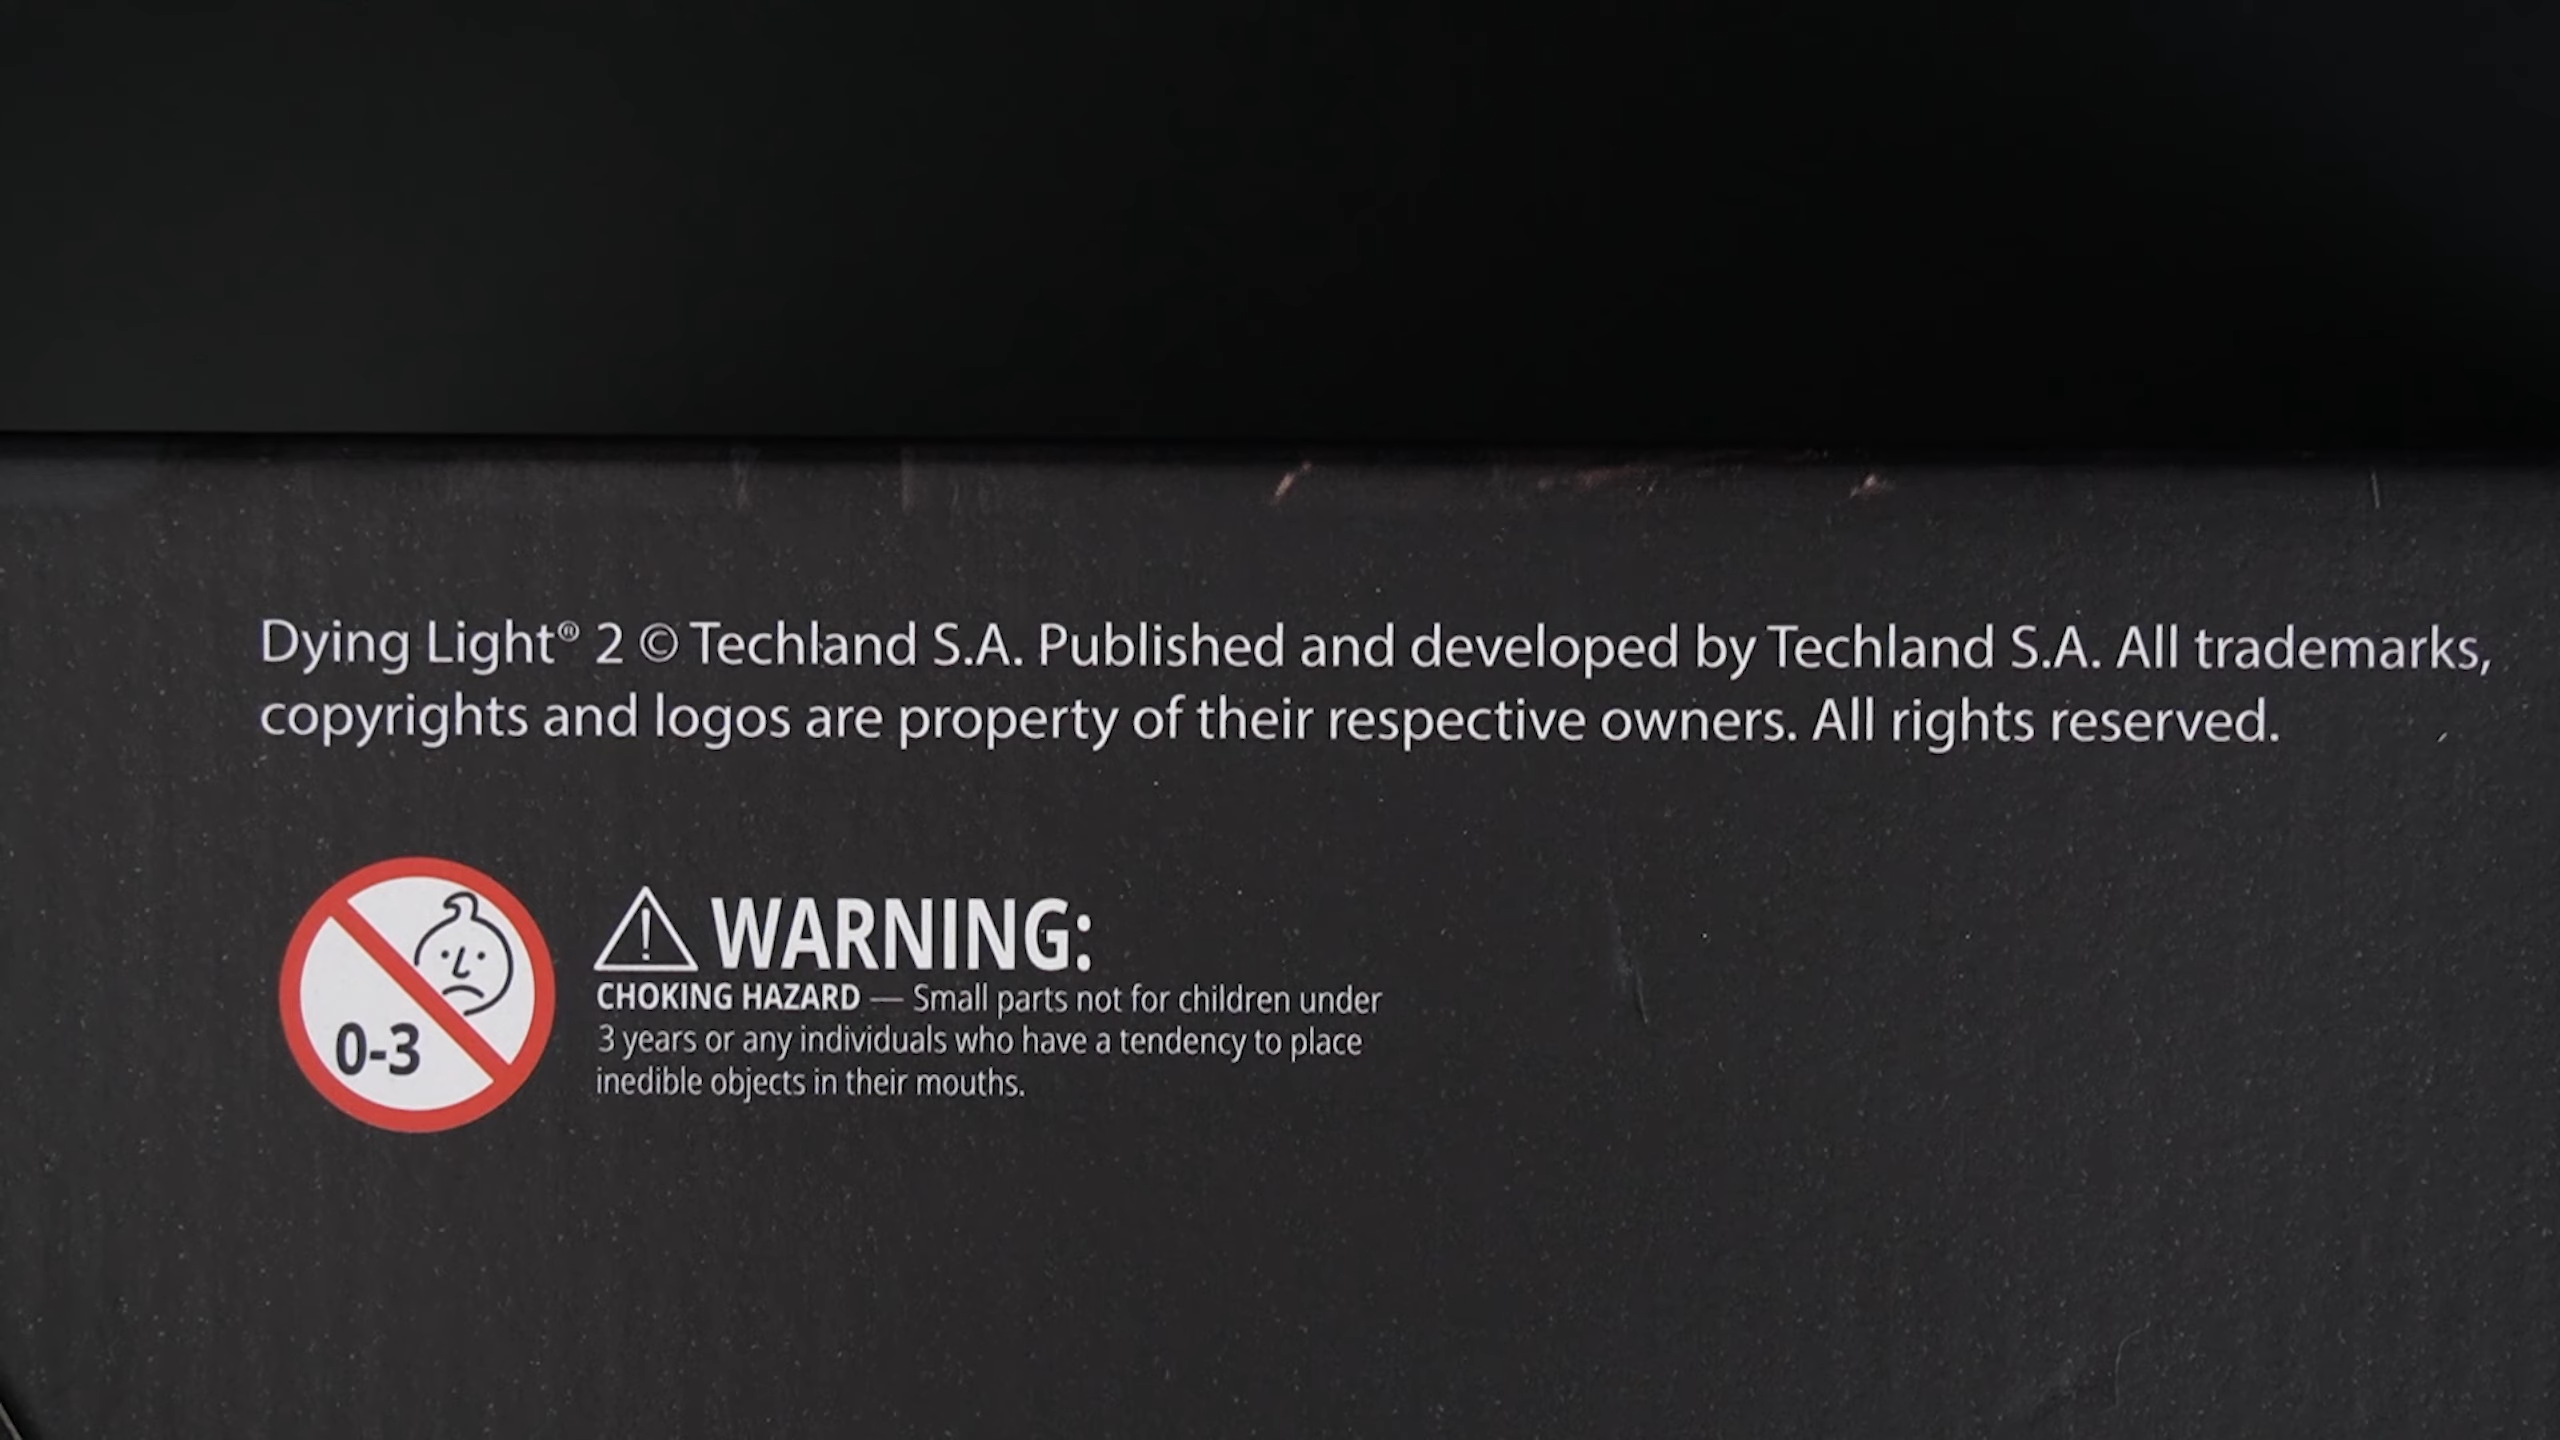 Dying Light® 2 © Techland S.A. Published and developed by Techland S.A. All trademarks,
copyrights and logos are property of their respective owners. All rights reserved.
0-3
WARNING:
CHOKING HAZARD — Small parts not for children under
3 years or any individuals who have a tendency to place
inedible objects in their mouths.